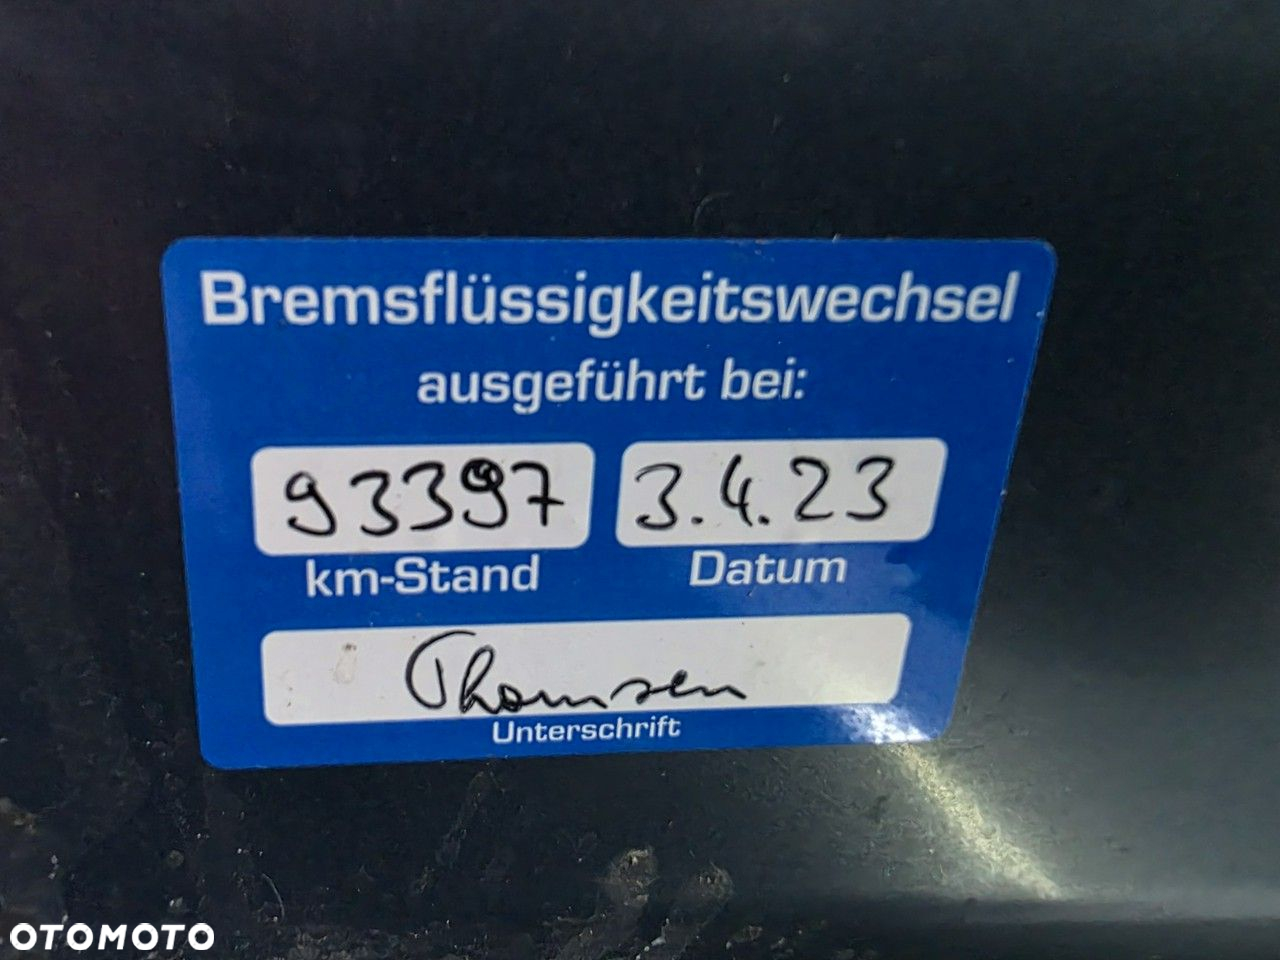 Bremsflüssigkeitswechsel
ausgeführt bei:
93397 3.4.23
km-Stand Datum
Thomsen
Unterschrift
OTOMOTO